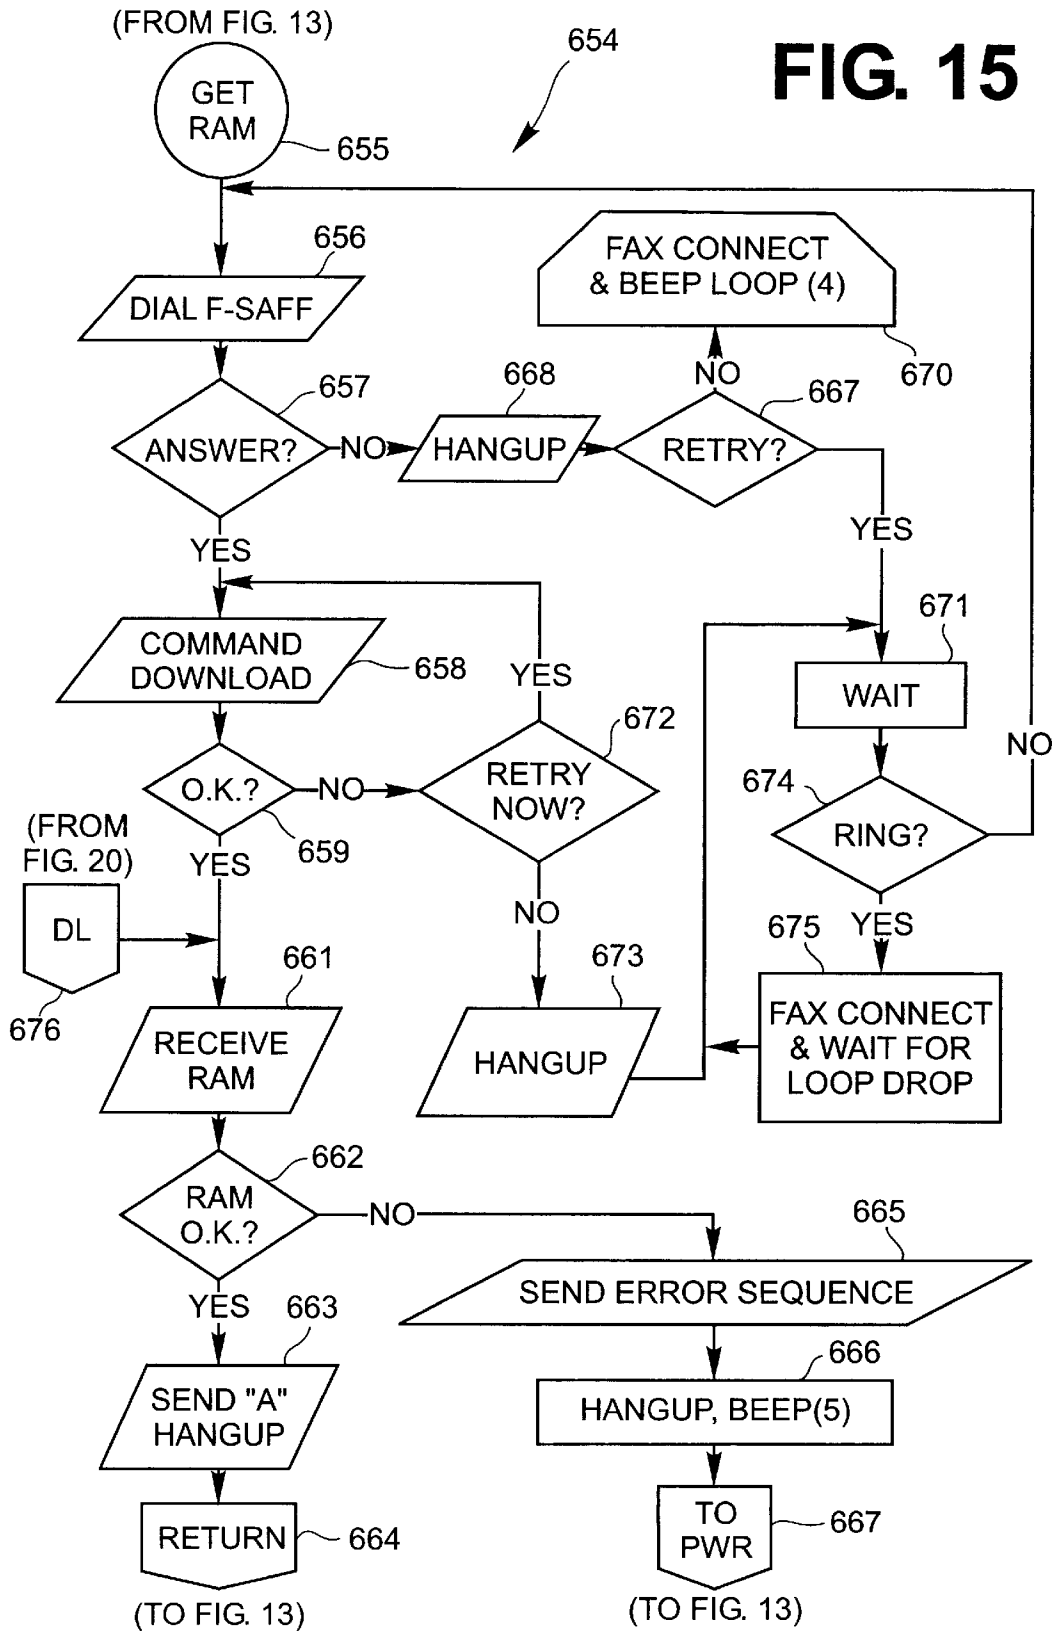 (FROM FIG. 13)
654
FIG. 15
GET
RAM
655
656
DIAL F-SAFF
FAX CONNECT
& BEEP LOOP (4)
670
657
ANSWER?
NO
668
HANGUP
NO
667
RETRY?
YES
YES
COMMAND
DOWNLOAD
658
YES
671
WAIT
NO
672
RETRY
NOW?
O.K.?
NO
659
674
RING?
(FROM
FIG. 20)
YES
DL
676
NO
YES
675
661
RECEIVE
RAM
673
HANGUP
FAX CONNECT
& WAIT FOR
LOOP DROP
662
RAM
O.K.?
NO
665
SEND ERROR SEQUENCE
YES
663
SEND "A"
HANGUP
666
HANGUP, BEEP(5)
RETURN
664
TO
PWR
667
(TO FIG. 13)
(TO FIG. 13)